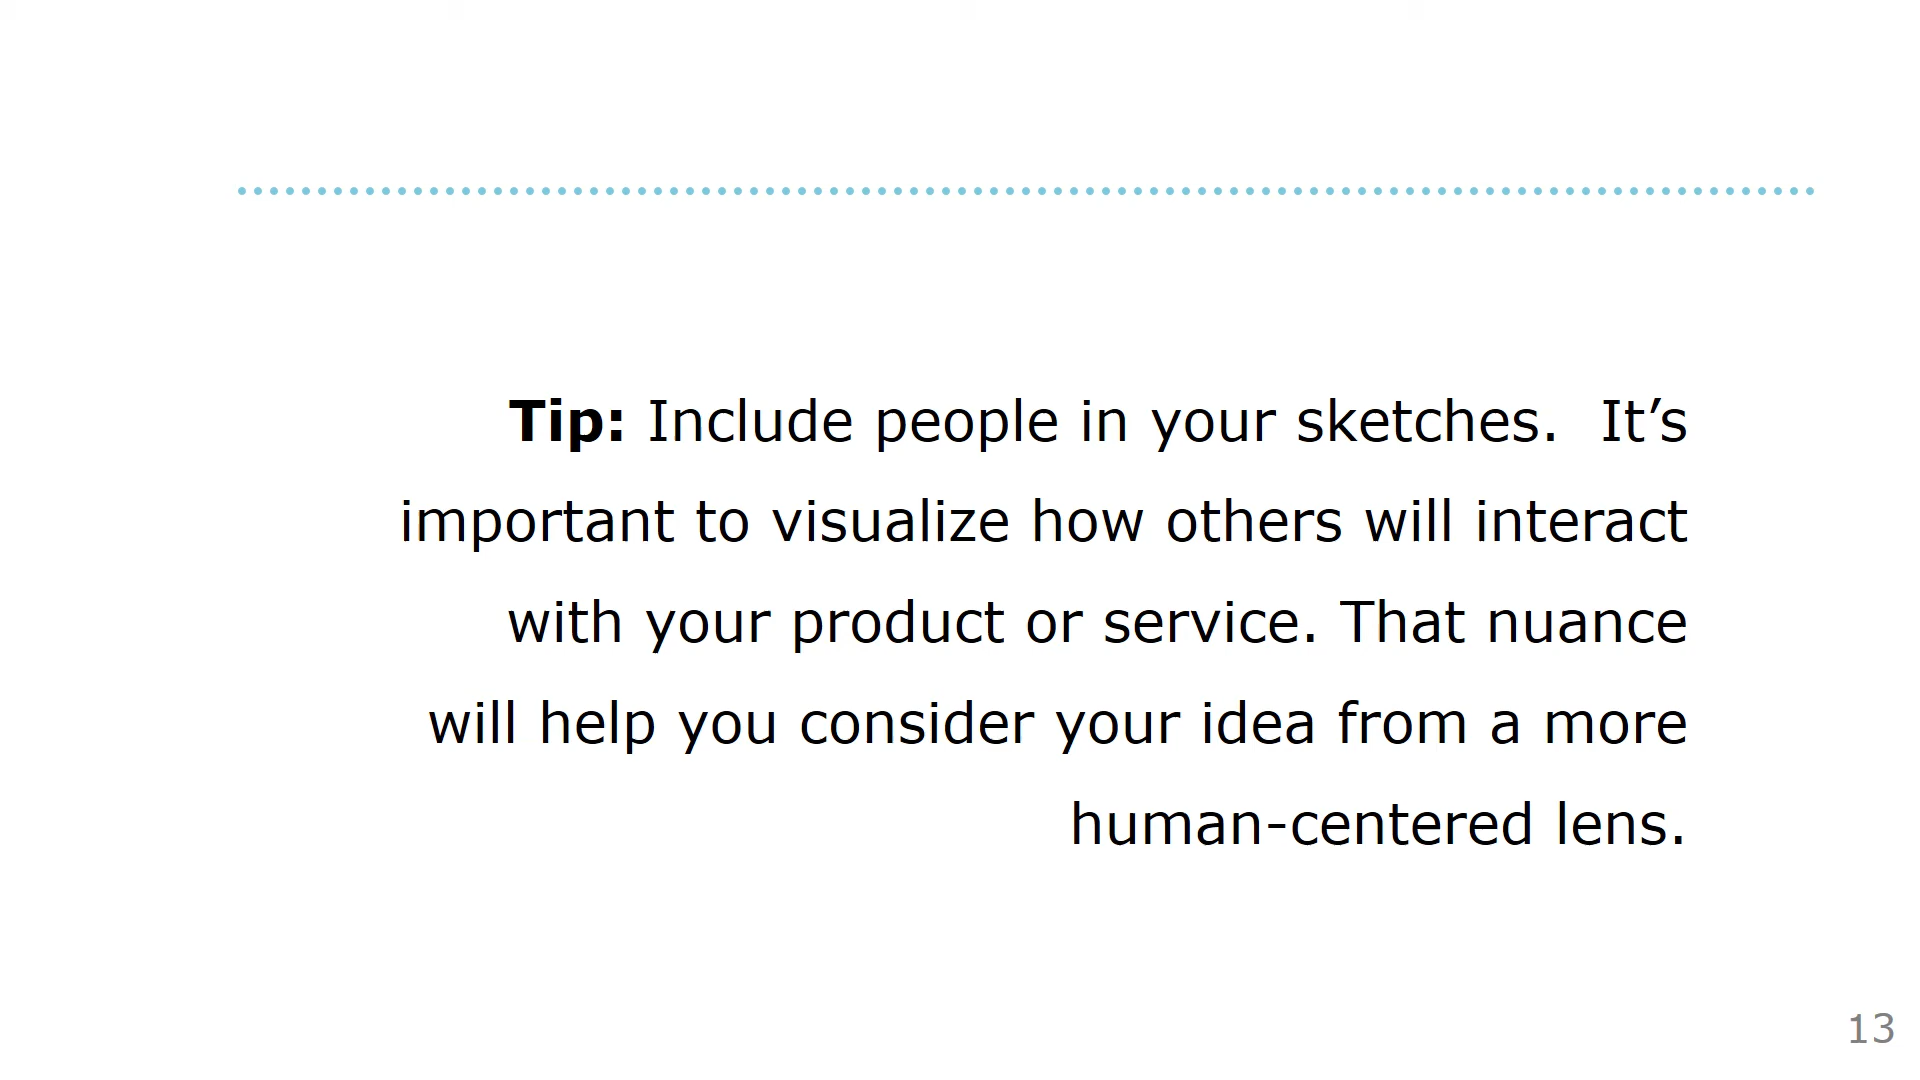 Tip: Include people in your sketches.  It’s
important to visualize how others will interact
with your product or service. That nuance
will help you consider your idea from a more
human-centered lens.
13